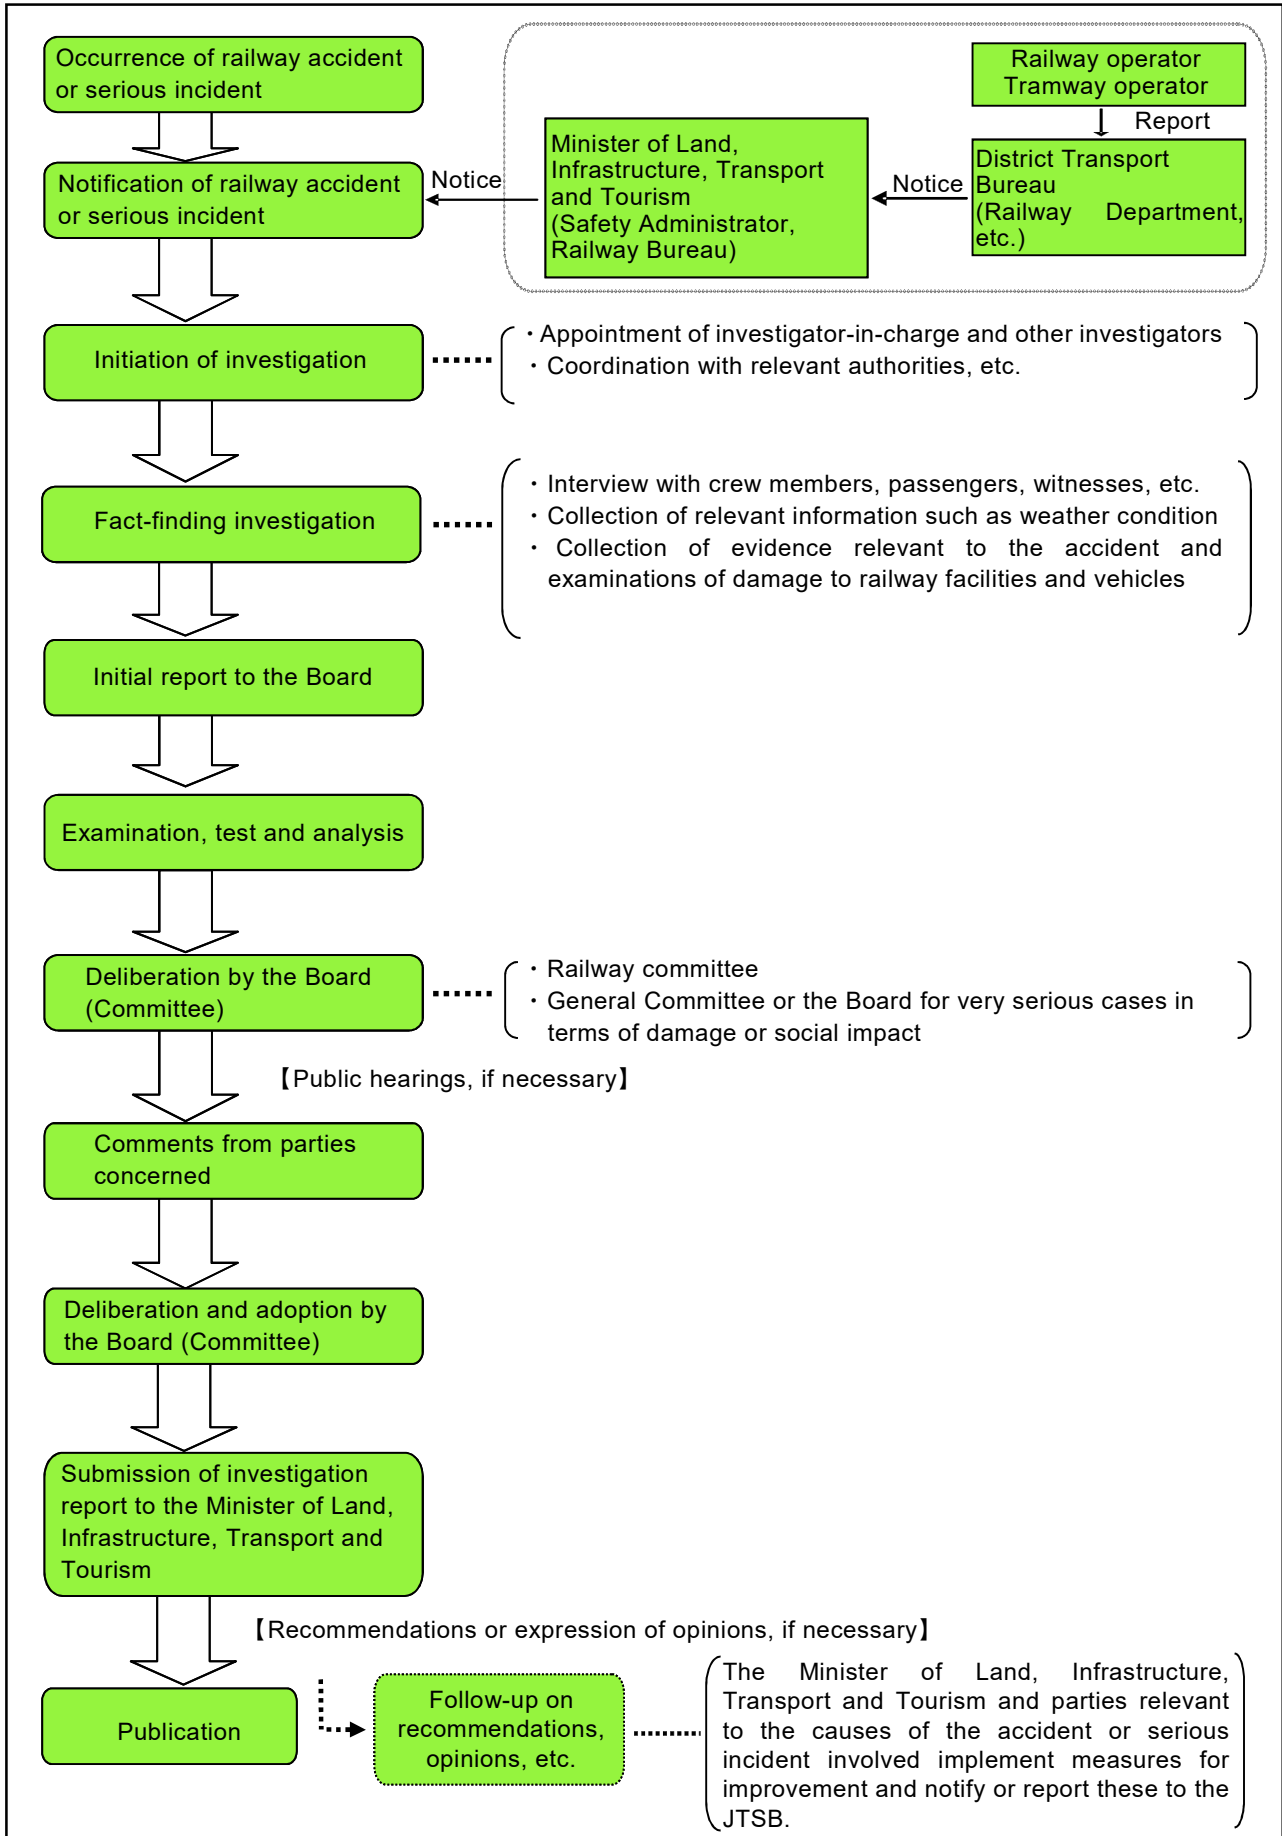 Occurrence of railway accident
or serious incident
Railway operator
Tramway operator
Report
Minister of Land,
Infrastructure, Transport
and Tourism
(Safety Administrator,
Railway Bureau)
District Transport
Bureau
(Railway Department,
etc.)
Notice
Notice
Notification of railway accident
or serious incident
Initiation of investigation
・Appointment of investigator-in-charge and other investigators
・Coordination with relevant authorities, etc.
Fact-finding investigation
・Interview with crew members, passengers, witnesses, etc.
・Collection of relevant information such as weather condition
・Collection of evidence relevant to the accident and
examinations of damage to railway facilities and vehicles
Initial report to the Board
Examination, test and analysis
Deliberation by the Board
(Committee)
・Railway committee
・General Committee or the Board for very serious cases in
terms of damage or social impact
【Public hearings, if necessary】
Comments from parties
concerned
Deliberation and adoption by
the Board (Committee)
Submission of investigation
report to the Minister of Land,
Infrastructure, Transport and
Tourism
【Recommendations or expression of opinions, if necessary】
Publication
Follow-up on
recommendations,
opinions, etc.
The Minister of Land, Infrastructure,
Transport and Tourism and parties relevant
to the causes of the accident or serious
incident involved implement measures for
improvement and notify or report these to the
JTSB.